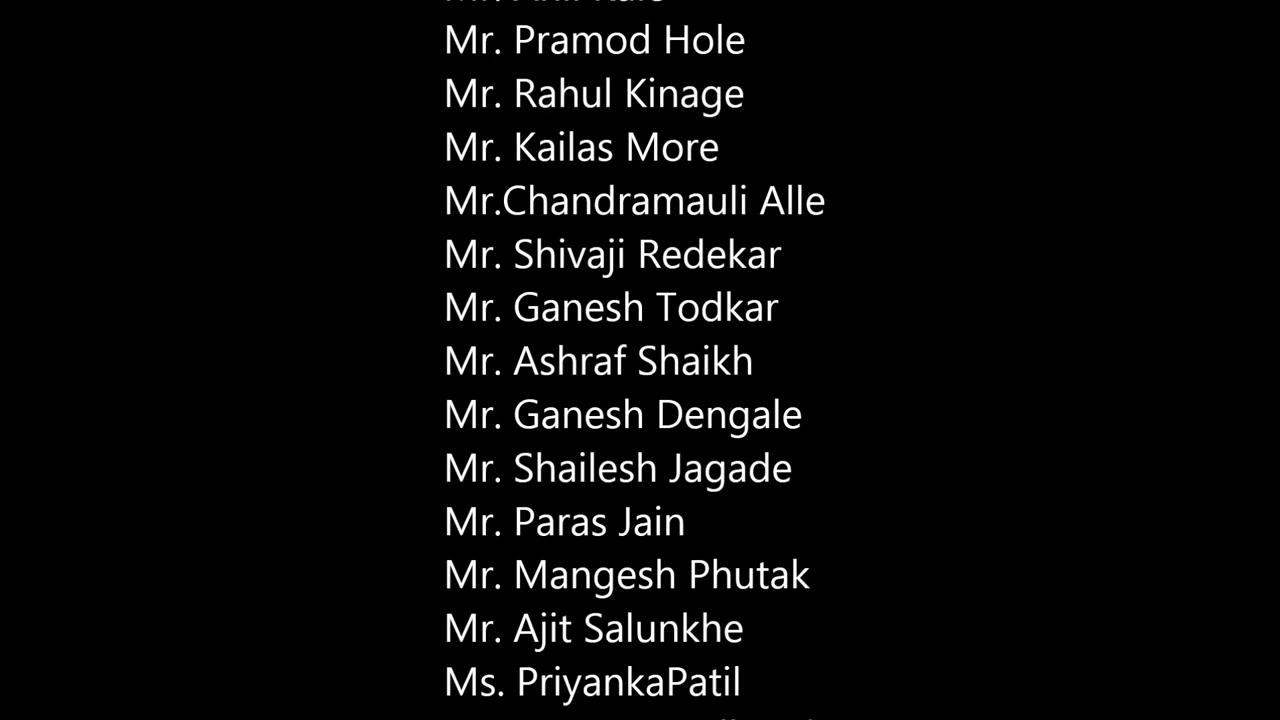 Mr. Pramod Hole
Mr. Rahul Kinage
Mr. Kailas More
Mr.Chandramauli Alle
Mr. Shivaji Redekar
Mr. Ganesh Todkar
Mr. Ashraf Shaikh
Mr. Ganesh Dengale
Mr. Shailesh Jagade
Mr. Paras Jain
Mr. Mangesh Phutak
Mr. Ajit Salunkhe
Ms. PriyankaPatil